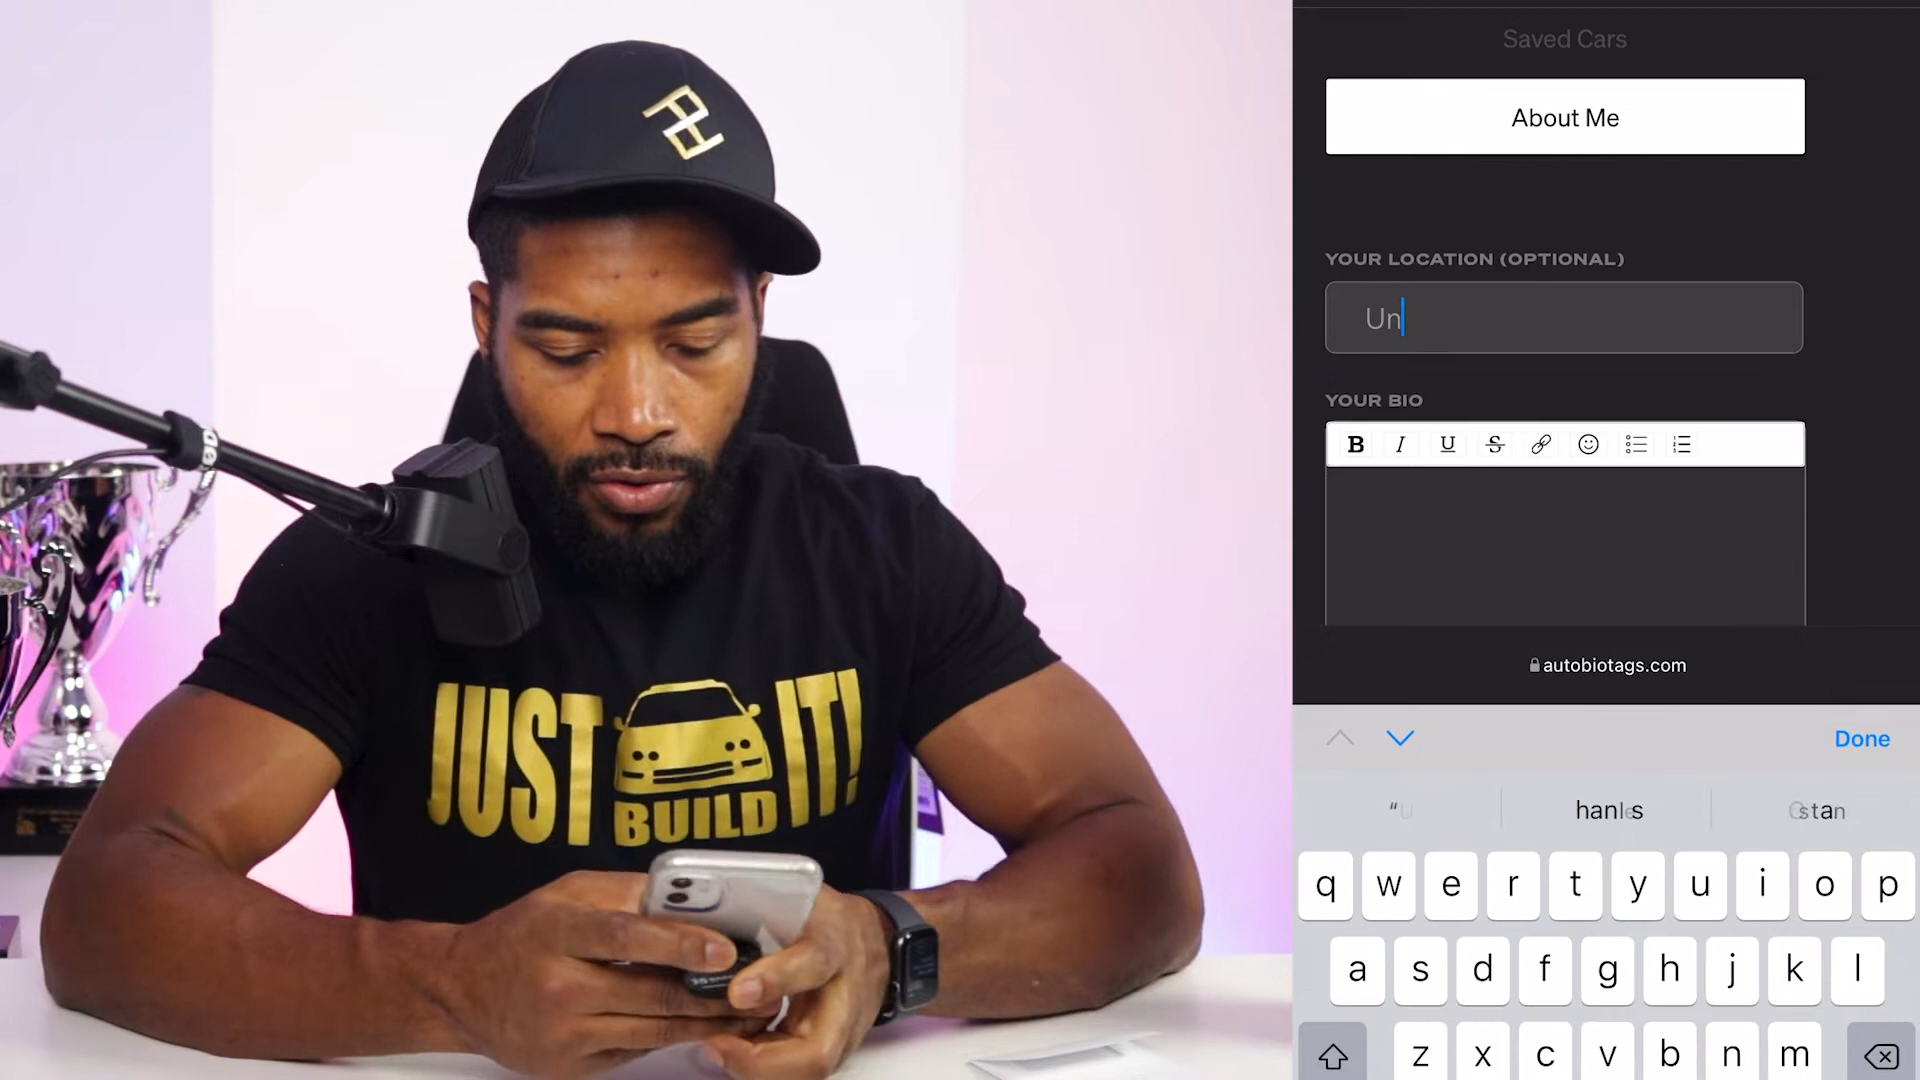 JUST IT!
BUILD
Saved Cars
About Me
YOUR LOCATION (OPTIONAL)
Un
YOUR BIO
B I U S
autobiotags.com
Done
q w e r t y u i o p
a s d f g h j k l
z x c v b n m